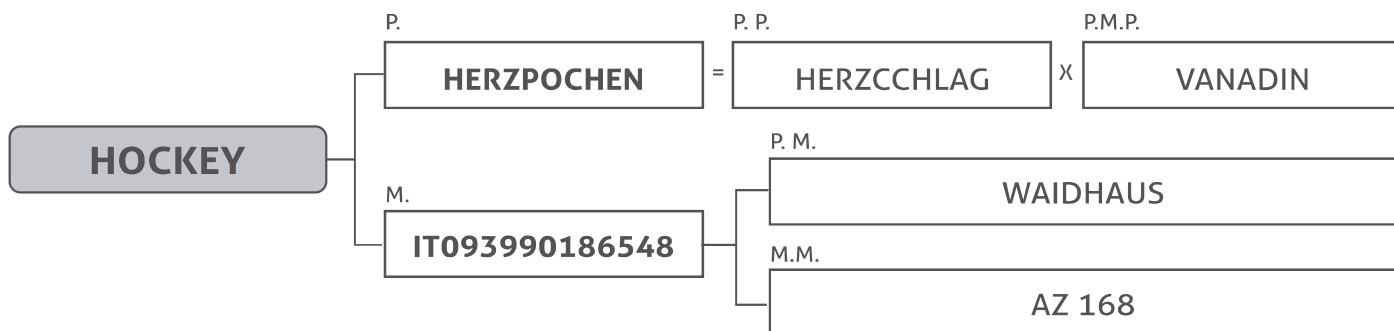 P.
P. P.
P.M.P.
HERZPOCHEN = HERZCCHLAG X VANADIN
HOCKEY
P. M.
WAIDHAUS
M.
IT093990186548
M.M.
AZ 168